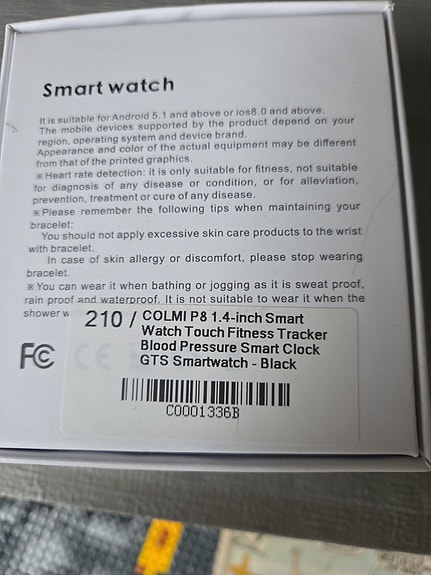 Smart watch
It is suitable for Android 5.1 and above or ios8.0 and above.
The mobile devices supported by the product depend on your
region, operating system and device brand.
Appearance and color of the actual equipment may be different
from that of the printed graphics.
※Heart rate detection: it is only suitable for fitness, not suitable
for diagnosis of any disease or condition, or for alleviation,
prevention, treatment or cure of any disease.
※Please remember the following tips when maintaining your
bracelet:
You should not apply excessive skin care products to the wrist
with bracelet.
In case of skin allergy or discomfort, please stop wearing
bracelet.
※You can wear it when bathing or jogging as it is sweat proof,
rain proof and waterproof. It is not suitable to wear it when the
shower w
210 / COLMI P8 1.4-inch Smart
Watch Touch Fitness Tracker
Blood Pressure Smart Clock
GTS Smartwatch - Black
FC CE
C0001336B